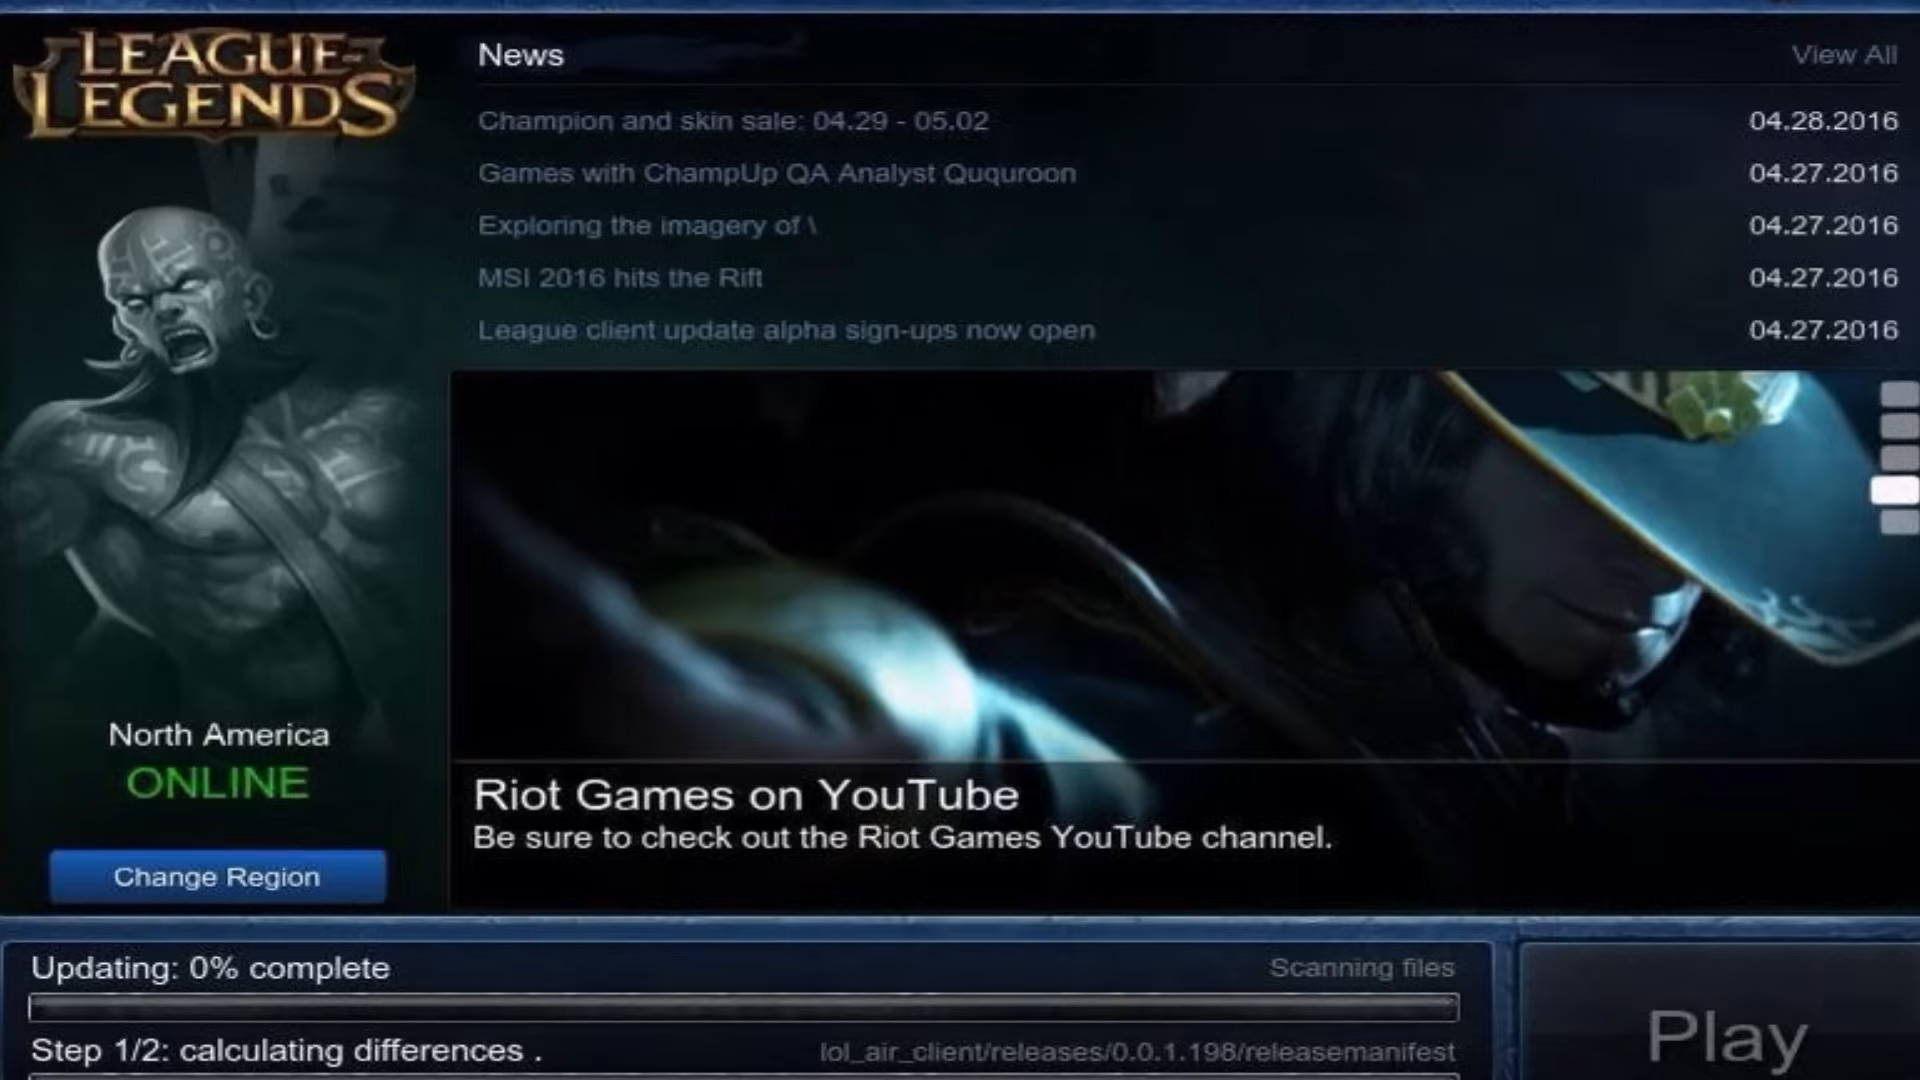 LEAGUE OF
LEGENDS
News
View All
Champion and skin sale: 04.29 - 05.02
04.28.2016
Games with ChampUp QA Analyst Ququroon
04.27.2016
Exploring the imagery of \
04.27.2016
MSI 2016 hits the Rift
04.27.2016
League client update alpha sign-ups now open
04.27.2016
North America
ONLINE
Change Region
Riot Games on YouTube
Be sure to check out the Riot Games YouTube channel.
Updating: 0% complete
Scanning files
Step 1/2: calculating differences .
lol_air_client/releases/0.0.1.198/releasemanifest
Play